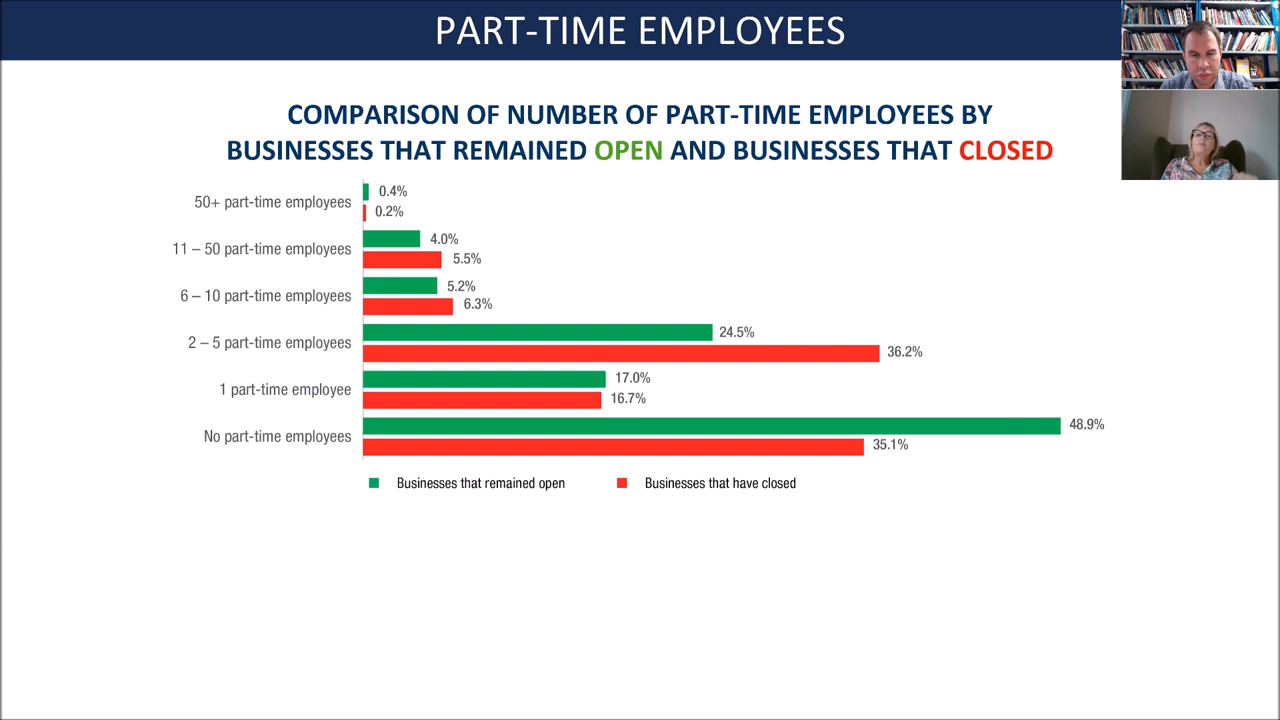 PART-TIME EMPLOYEES
COMPARISON OF NUMBER OF PART-TIME EMPLOYEES BY
BUSINESSES THAT REMAINED OPEN AND BUSINESSES THAT CLOSED
50+ part-time employees
0.4%
0.2%
11 – 50 part-time employees
4.0%
5.5%
6 – 10 part-time employees
5.2%
6.3%
2 – 5 part-time employees
24.5%
36.2%
1 part-time employee
17.0%
16.7%
No part-time employees
48.9%
35.1%
Businesses that remained open
Businesses that have closed